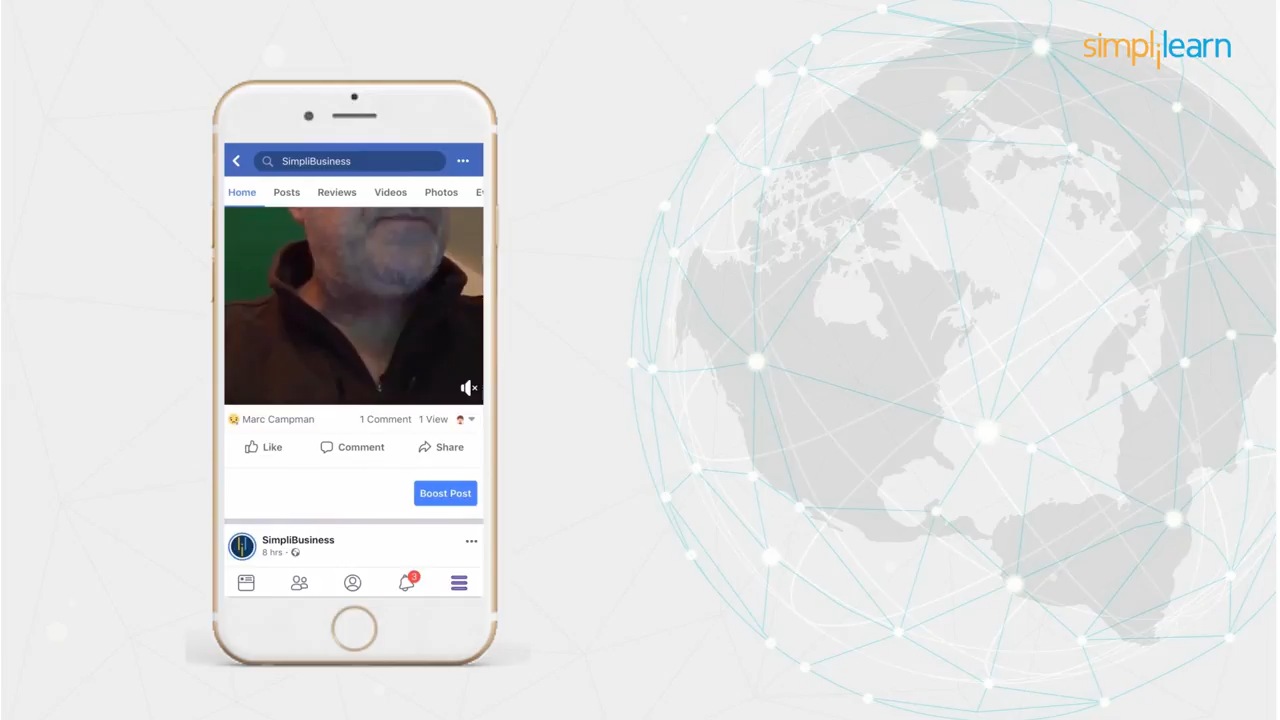 simplilearn
SimpliBusiness
Home Posts Reviews Videos Photos Ev
Marc Campman 1 Comment 1 View
Like Comment Share
Boost Post
SimpliBusiness
8 hrs ·
3